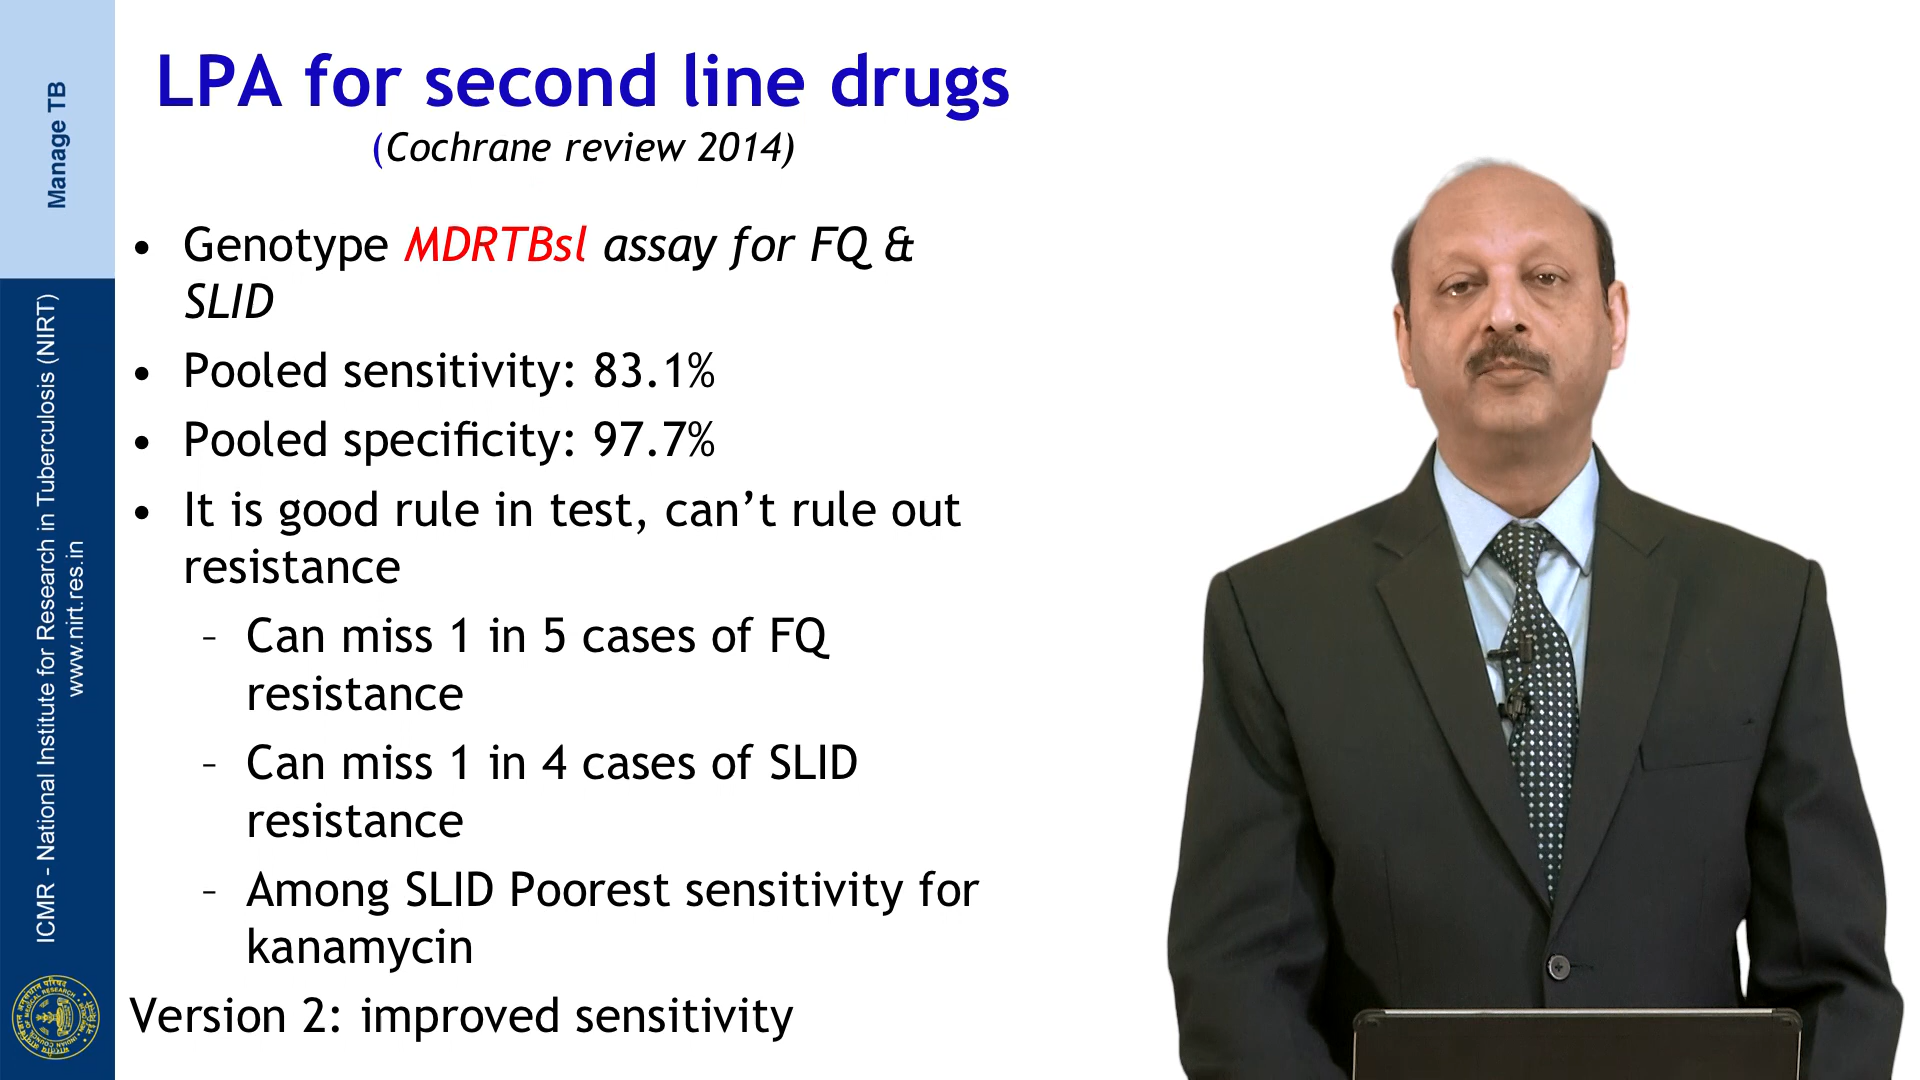 LPA for second line drugs
(Cochrane review 2014)
• Genotype MDRTBsl assay for FQ &
SLID
• Pooled sensitivity: 83.1%
• Pooled specificity: 97.7%
• It is good rule in test, can’t rule out
resistance
– Can miss 1 in 5 cases of FQ
resistance
– Can miss 1 in 4 cases of SLID
resistance
– Among SLID Poorest sensitivity for
kanamycin
Version 2: improved sensitivity
Manage TB
ICMR - National Institute for Research in Tuberculosis (NIRT)
www.nirt.res.in